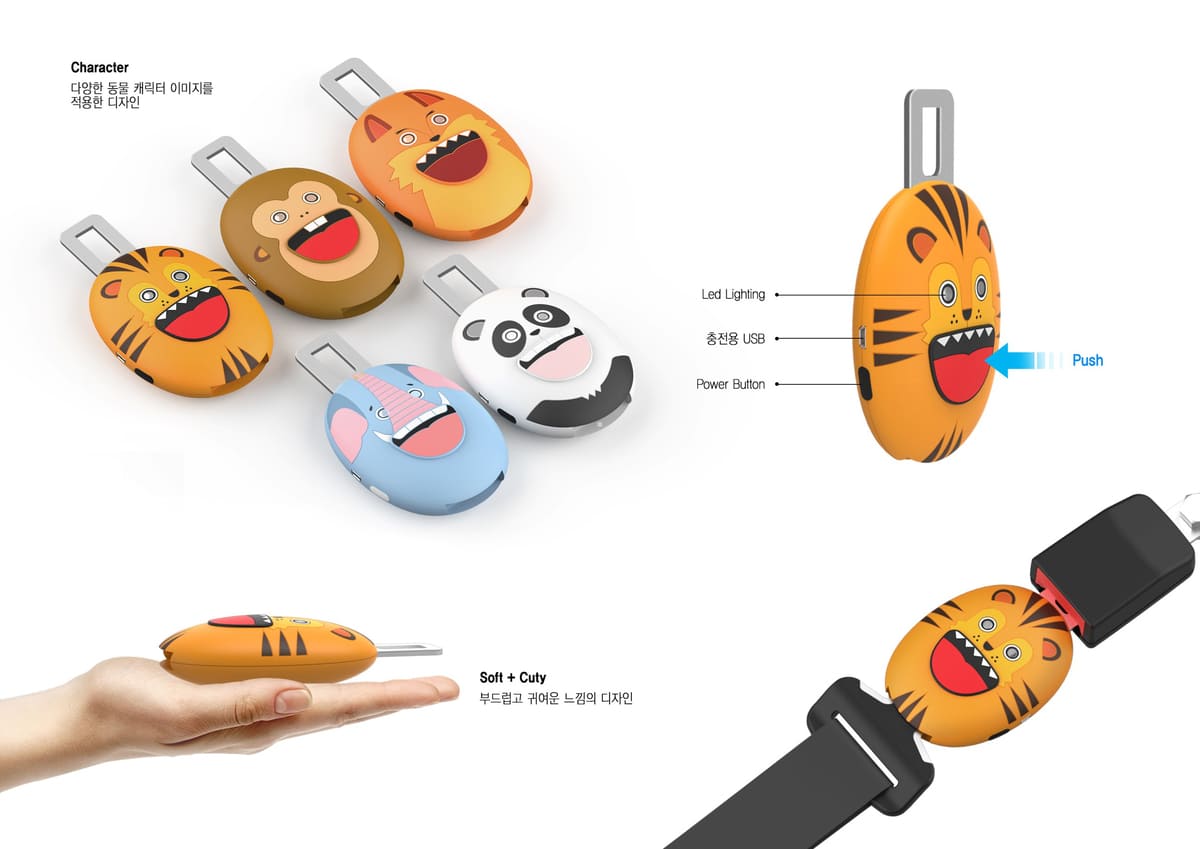 Character
다양한 동물 캐릭터 이미지를
적용한 디자인
Led Lighting
충전용 USB
Power Button
Push
Soft + Cuty
부드럽고 귀여운 느낌의 디자인